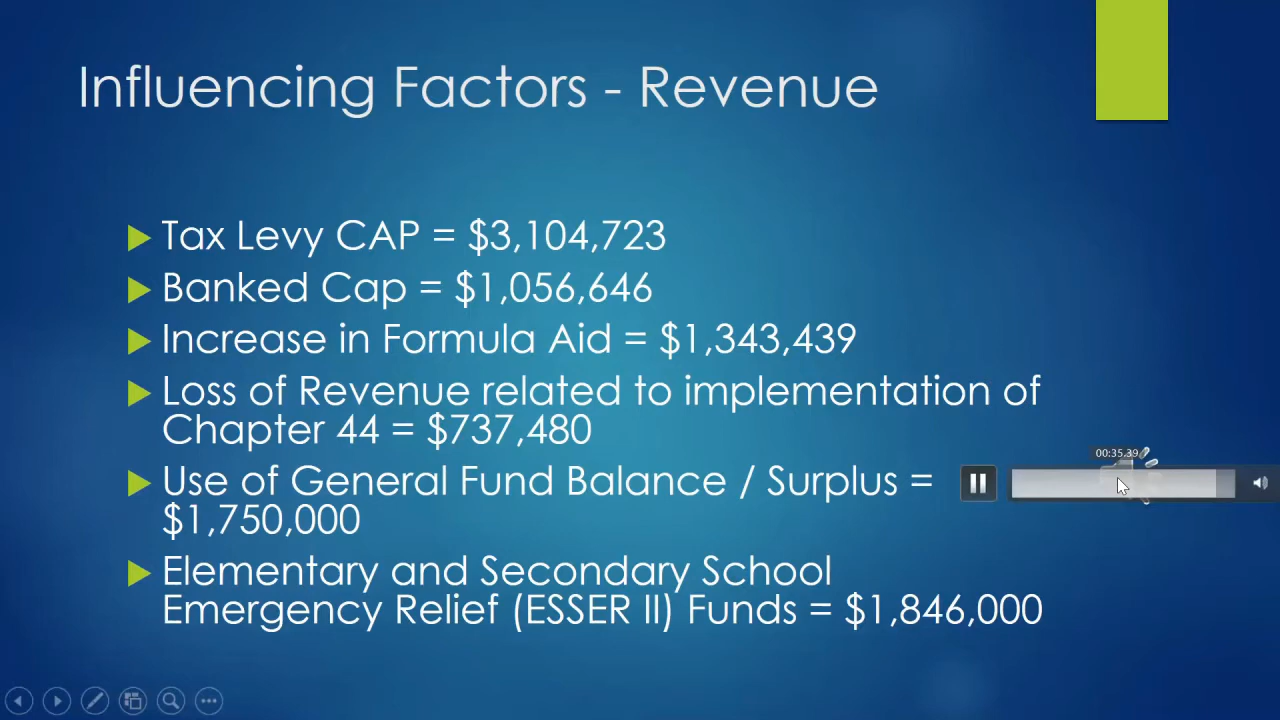 Influencing Factors - Revenue
Tax Levy CAP = $3,104,723
Banked Cap = $1,056,646
Increase in Formula Aid = $1,343,439
Loss of Revenue related to implementation of
Chapter 44 = $737,480
00:35.39
Use of General Fund Balance / Surplus =
$1,750,000
Elementary and Secondary School
Emergency Relief (ESSER II) Funds = $1,846,000